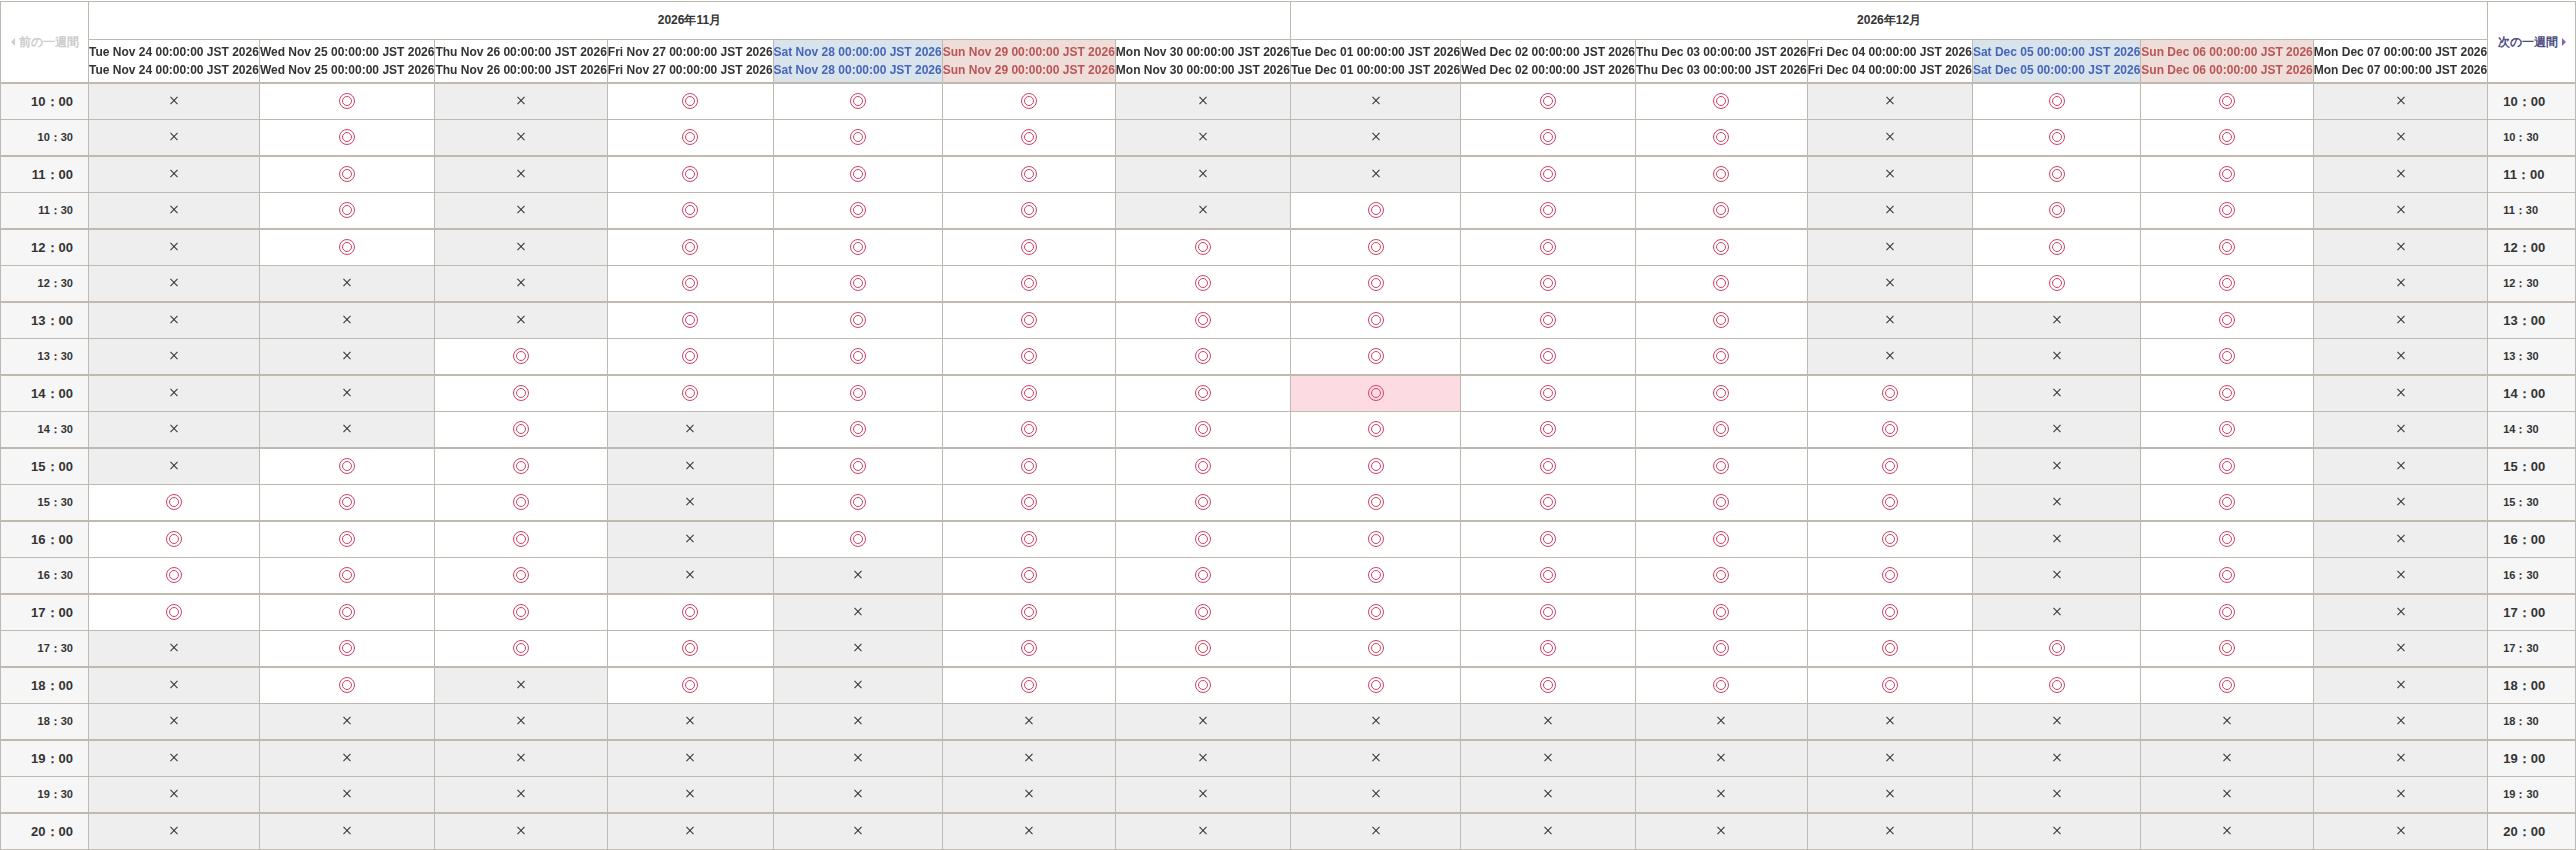 2026年11月 2026年12月
前の一週間 次の一週間
Tue Nov 24 00:00:00 JST 2026 Wed Nov 25 00:00:00 JST 2026 Thu Nov 26 00:00:00 JST 2026 Fri Nov 27 00:00:00 JST 2026 Sat Nov 28 00:00:00 JST 2026 Sun Nov 29 00:00:00 JST 2026 Mon Nov 30 00:00:00 JST 2026 Tue Dec 01 00:00:00 JST 2026 Wed Dec 02 00:00:00 JST 2026 Thu Dec 03 00:00:00 JST 2026 Fri Dec 04 00:00:00 JST 2026 Sat Dec 05 00:00:00 JST 2026 Sun Dec 06 00:00:00 JST 2026 Mon Dec 07 00:00:00 JST 2026
Tue Nov 24 00:00:00 JST 2026 Wed Nov 25 00:00:00 JST 2026 Thu Nov 26 00:00:00 JST 2026 Fri Nov 27 00:00:00 JST 2026 Sat Nov 28 00:00:00 JST 2026 Sun Nov 29 00:00:00 JST 2026 Mon Nov 30 00:00:00 JST 2026 Tue Dec 01 00:00:00 JST 2026 Wed Dec 02 00:00:00 JST 2026 Thu Dec 03 00:00:00 JST 2026 Fri Dec 04 00:00:00 JST 2026 Sat Dec 05 00:00:00 JST 2026 Sun Dec 06 00:00:00 JST 2026 Mon Dec 07 00:00:00 JST 2026
10：00 × ◎ × ◎ ◎ ◎ × × ◎ ◎ × ◎ ◎ × 10：00
10：30 × ◎ × ◎ ◎ ◎ × × ◎ ◎ × ◎ ◎ × 10：30
11：00 × ◎ × ◎ ◎ ◎ × × ◎ ◎ × ◎ ◎ × 11：00
11：30 × ◎ × ◎ ◎ ◎ × ◎ ◎ ◎ × ◎ ◎ × 11：30
12：00 × ◎ × ◎ ◎ ◎ ◎ ◎ ◎ ◎ × ◎ ◎ × 12：00
12：30 × × × ◎ ◎ ◎ ◎ ◎ ◎ ◎ × ◎ ◎ × 12：30
13：00 × × × ◎ ◎ ◎ ◎ ◎ ◎ ◎ × × ◎ × 13：00
13：30 × × ◎ ◎ ◎ ◎ ◎ ◎ ◎ ◎ × × ◎ × 13：30
14：00 × × ◎ ◎ ◎ ◎ ◎ ◎ ◎ ◎ ◎ × ◎ × 14：00
14：30 × × ◎ × ◎ ◎ ◎ ◎ ◎ ◎ ◎ × ◎ × 14：30
15：00 × ◎ ◎ × ◎ ◎ ◎ ◎ ◎ ◎ ◎ × ◎ × 15：00
15：30 ◎ ◎ ◎ × ◎ ◎ ◎ ◎ ◎ ◎ ◎ × ◎ × 15：30
16：00 ◎ ◎ ◎ × ◎ ◎ ◎ ◎ ◎ ◎ ◎ × ◎ × 16：00
16：30 ◎ ◎ ◎ × × ◎ ◎ ◎ ◎ ◎ ◎ × ◎ × 16：30
17：00 ◎ ◎ ◎ ◎ × ◎ ◎ ◎ ◎ ◎ ◎ × ◎ × 17：00
17：30 × ◎ ◎ ◎ × ◎ ◎ ◎ ◎ ◎ ◎ ◎ ◎ × 17：30
18：00 × ◎ × ◎ × ◎ ◎ ◎ ◎ ◎ ◎ ◎ ◎ × 18：00
18：30 × × × × × × × × × × × × × × 18：30
19：00 × × × × × × × × × × × × × × 19：00
19：30 × × × × × × × × × × × × × × 19：30
20：00 × × × × × × × × × × × × × × 20：00